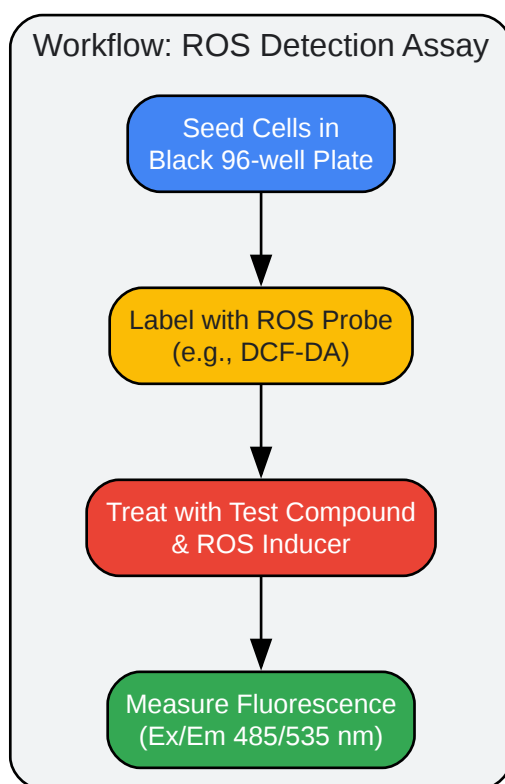 Workflow: ROS Detection Assay
Seed Cells in
Black 96-well Plate
Label with ROS Probe
(e.g., DCF-DA)
Treat with Test Compound
& ROS Inducer
Measure Fluorescence
(Ex/Em 485/535 nm)